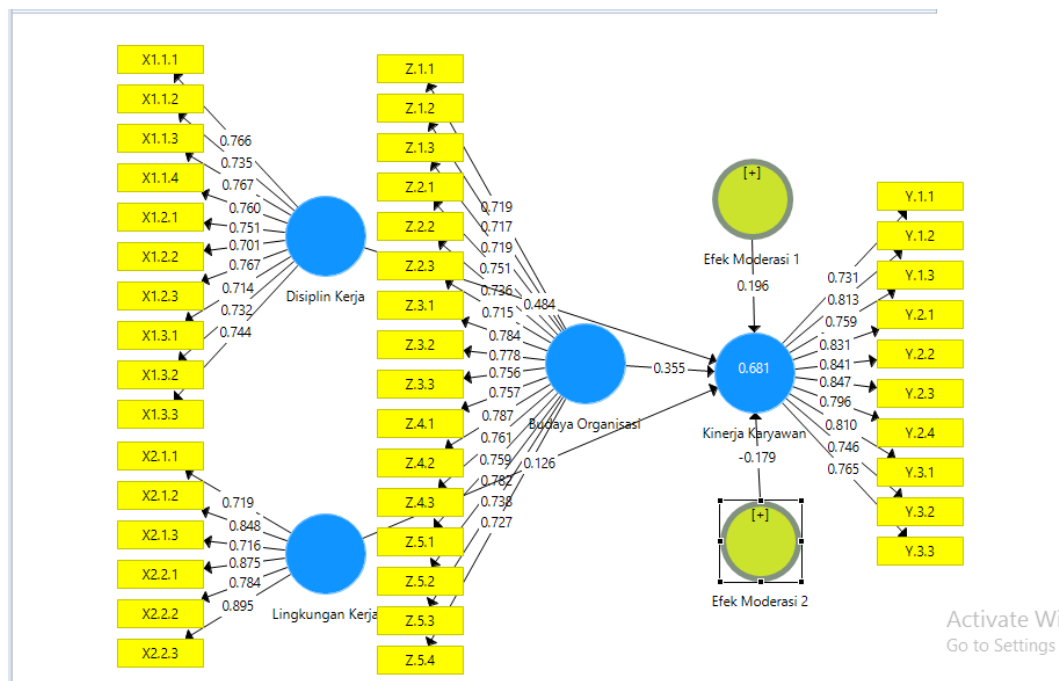 X1.1.1
X1.1.2
X1.1.3
X1.1.4
X1.2.1
X1.2.2
X1.2.3
X1.3.1
X1.3.2
X1.3.3
0.766
0.735
0.767
0.760
0.751
0.701
0.767
0.714
0.732
0.744
Disiplin Kerja
X2.1.1
X2.1.2
X2.1.3
X2.2.1
X2.2.2
X2.2.3
0.719
0.848
0.716
0.875
0.784
0.895
Lingkungan Kerja
Z.1.1
Z.1.2
Z.1.3
Z.2.1
Z.2.2
Z.2.3
Z.3.1
Z.3.2
Z.3.3
Z.4.1
Z.4.2
Z.4.3
Z.5.1
Z.5.2
Z.5.3
Z.5.4
0.719
0.717
0.719
0.751
0.736
0.715
0.784
0.778
0.756
0.757
0.787
0.761
0.759
0.782
0.738
0.727
Budaya Organisasi
0.484
0.355
0.126
[+]
Efek Moderasi 1
0.196
0.681
Kinerja Karyawan
-0.179
[+]
Efek Moderasi 2
0.731
0.813
0.759
0.831
0.841
0.847
0.796
0.810
0.746
0.765
Y.1.1
Y.1.2
Y.1.3
Y.2.1
Y.2.2
Y.2.3
Y.2.4
Y.3.1
Y.3.2
Y.3.3
Activate Wi
Go to Settings